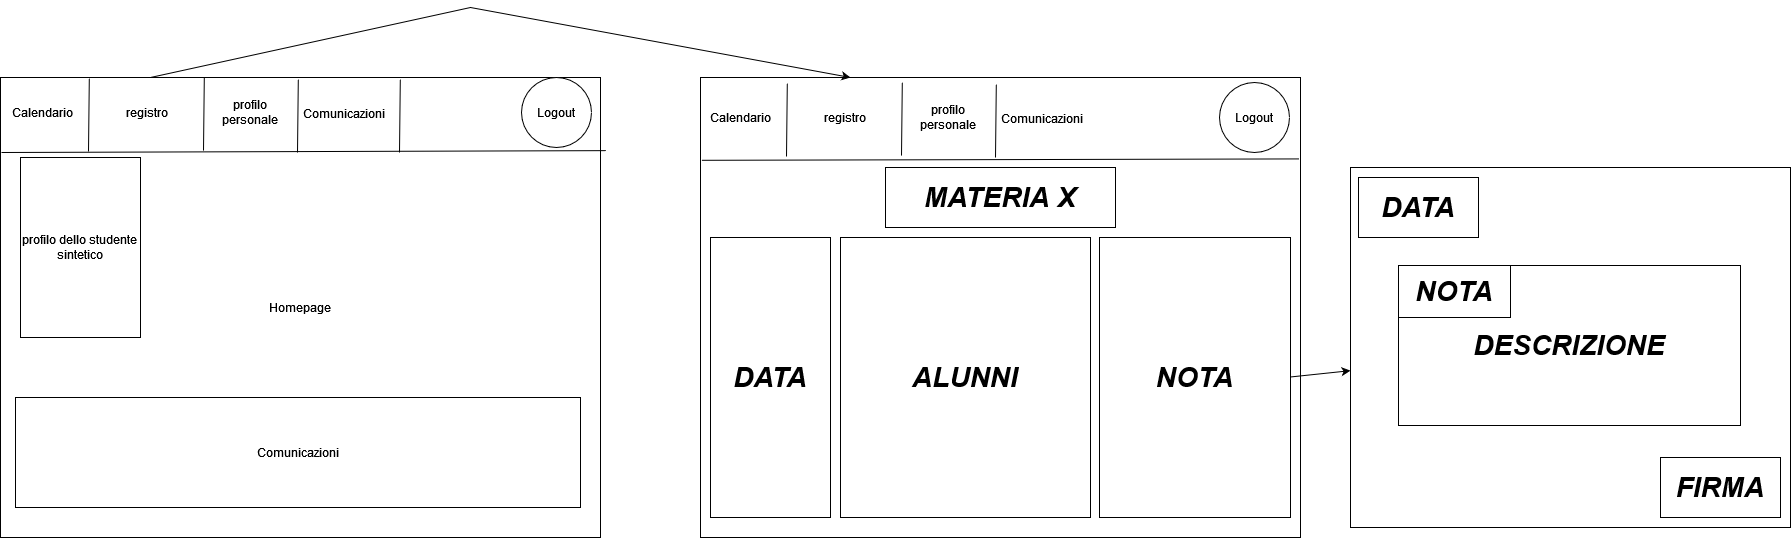 Calendario
registro
profilo
personale
Comunicazioni
Logout
profilo dello studente
sintetico
Homepage
Comunicazioni
Calendario
registro
profilo
personale
Comunicazioni
Logout
MATERIA X
DATA
ALUNNI
NOTA
DATA
NOTA
DESCRIZIONE
FIRMA